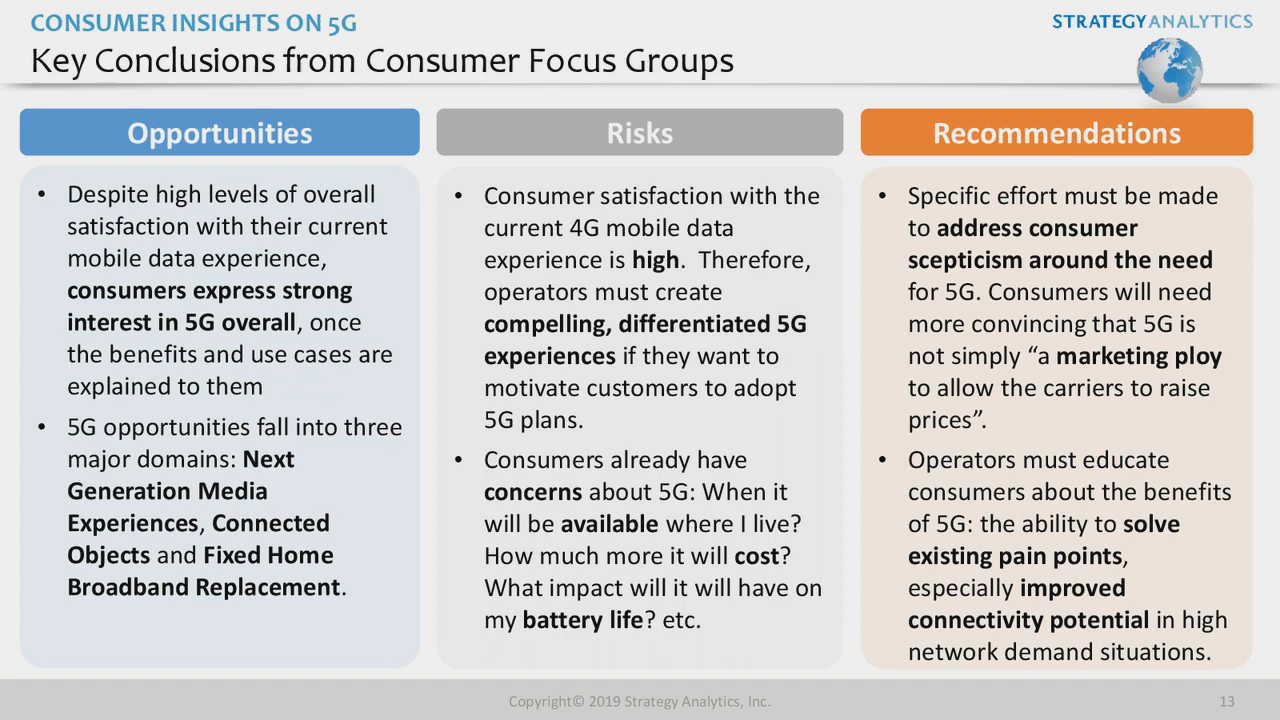 CONSUMER INSIGHTS ON 5G
STRATEGYANALYTICS
Key Conclusions from Consumer Focus Groups
Opportunities
• Despite high levels of overall
satisfaction with their current
mobile data experience,
consumers express strong
interest in 5G overall, once
the benefits and use cases are
explained to them
• 5G opportunities fall into three
major domains: Next
Generation Media
Experiences, Connected
Objects and Fixed Home
Broadband Replacement.
Risks
• Consumer satisfaction with the
current 4G mobile data
experience is high.  Therefore,
operators must create
compelling, differentiated 5G
experiences if they want to
motivate customers to adopt
5G plans.
• Consumers already have
concerns about 5G: When it
will be available where I live?
How much more it will cost?
What impact will it will have on
my battery life? etc.
Recommendations
• Specific effort must be made
to address consumer
scepticism around the need
for 5G. Consumers will need
more convincing that 5G is
not simply “a marketing ploy
to allow the carriers to raise
prices”.
• Operators must educate
consumers about the benefits
of 5G: the ability to solve
existing pain points,
especially improved
connectivity potential in high
network demand situations.
Copyright© 2019 Strategy Analytics, Inc.
13